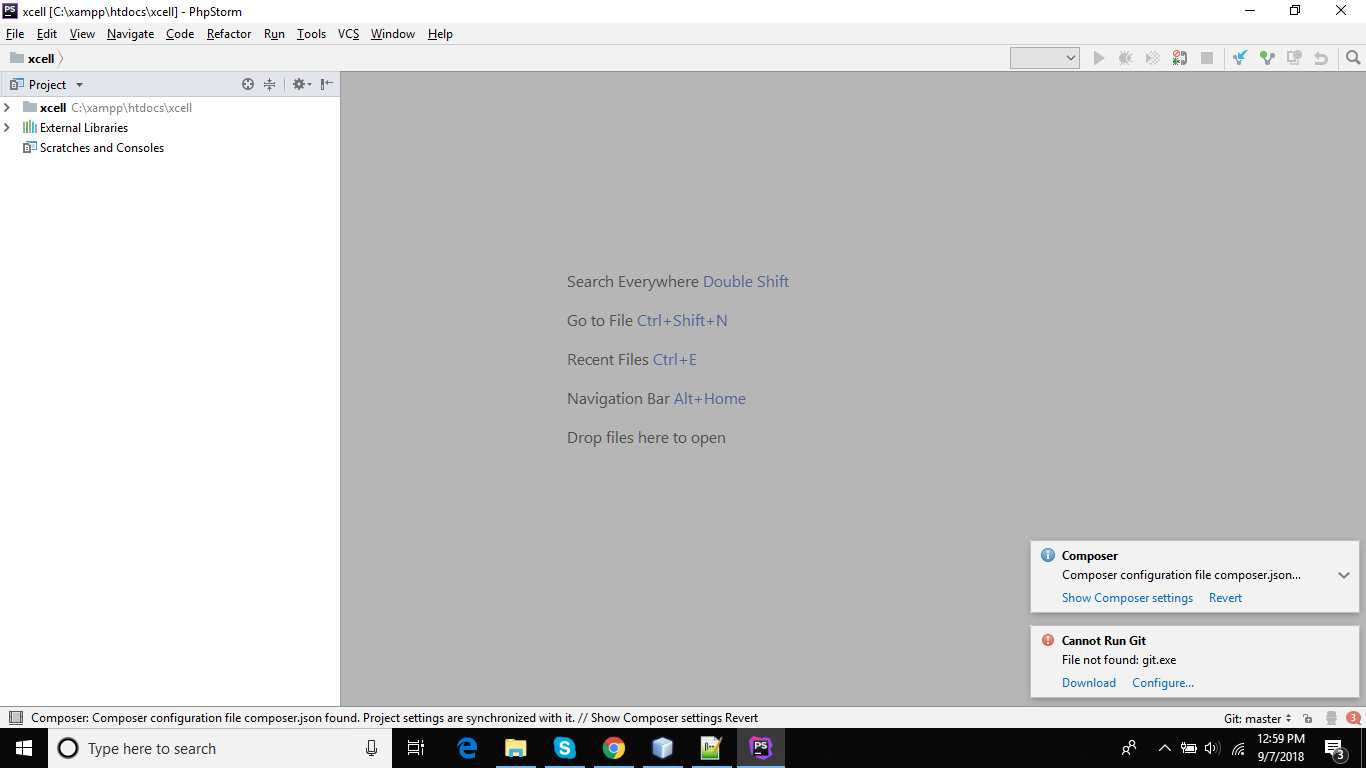 xcell [C:\xampp\htdocs\xcell] - PhpStorm
File Edit View Navigate Code Refactor Run Tools VCS Window Help
xcell
Project
xcell C:\xampp\htdocs\xcell
External Libraries
Scratches and Consoles
Search Everywhere Double Shift
Go to File Ctrl+Shift+N
Recent Files Ctrl+E
Navigation Bar Alt+Home
Drop files here to open
Composer
Composer configuration file composer.json...
Show Composer settings Revert
Cannot Run Git
File not found: git.exe
Download Configure...
Composer: Composer configuration file composer.json found. Project settings are synchronized with it. // Show Composer settings Revert
Git: master
3
Type here to search
PS
12:59 PM
9/7/2018
3